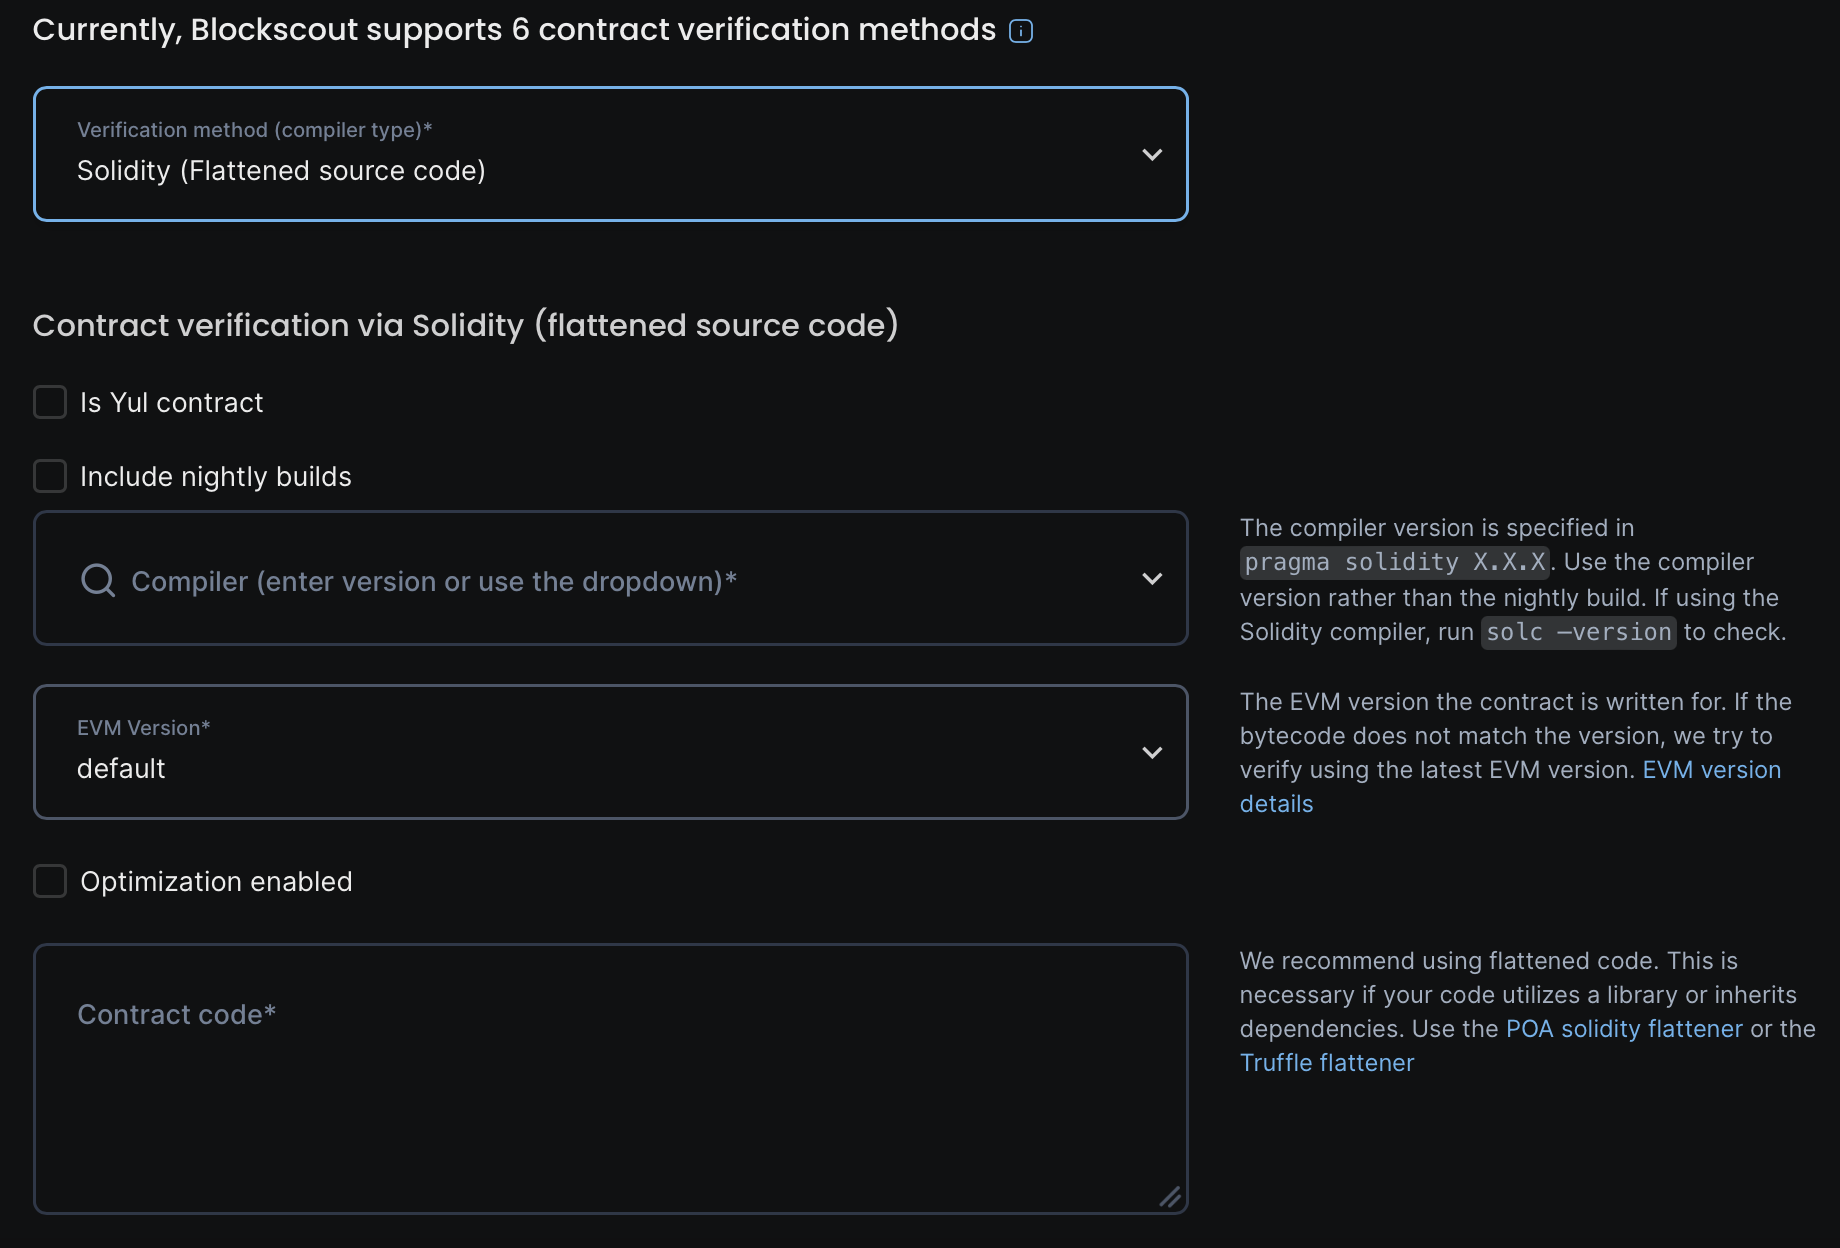 Currently, Blockscout supports 6 contract verification methods
Verification method (compiler type)*
Solidity (Flattened source code)
Contract verification via Solidity (flattened source code)
Is Yul contract
Include nightly builds
Compiler (enter version or use the dropdown)*
The compiler version is specified in
pragma solidity X.X.X. Use the compiler
version rather than the nightly build. If using the
Solidity compiler, run solc —version to check.
EVM Version*
default
The EVM version the contract is written for. If the
bytecode does not match the version, we try to
verify using the latest EVM version. EVM version
details
Optimization enabled
Contract code*
We recommend using flattened code. This is
necessary if your code utilizes a library or inherits
dependencies. Use the POA solidity flattener or the
Truffle flattener